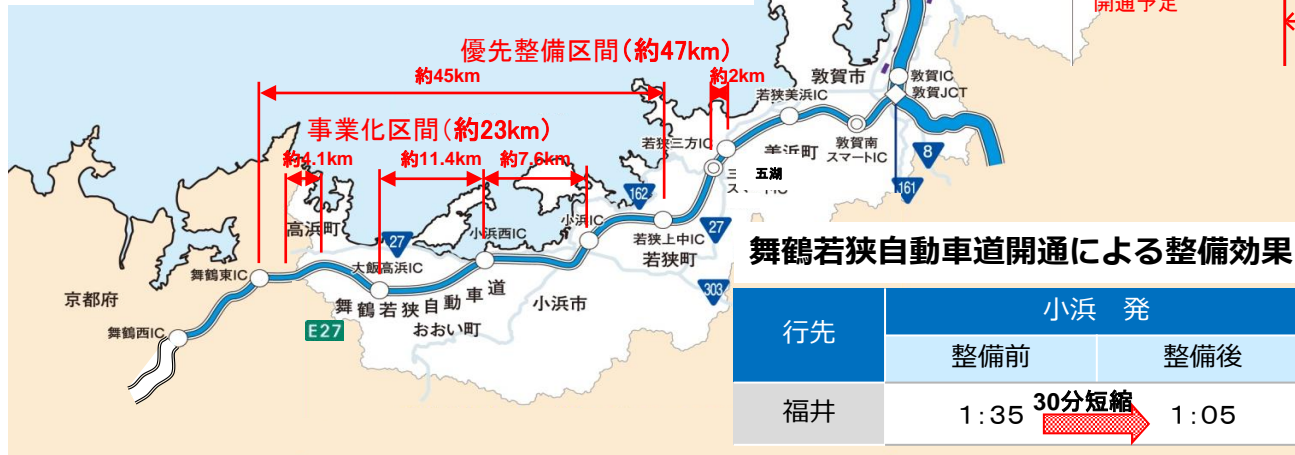 開通予定
優先整備区間(約47km)
約45km
約2km
敦賀市
敦賀IC
敦賀JCT
若狭美浜IC
事業化区間(約23km)
約4.1km
約11.4km
約7.6km
若狭三方IC
美浜町
敦賀南
スマートIC
8
三
五湖
スマートIC
162
161
高浜町
27
小浜西IC
小浜IC
若狭上中IC
27
若狭町
舞鶴東IC
大飯高浜IC
303
京都府
舞鶴若狭自動車道
小浜市
舞鶴西IC
E27
おおい町
舞鶴若狭自動車道開通による整備効果
行先
小浜 発
整備前
整備後
福井
1:35
30分短縮
1:05